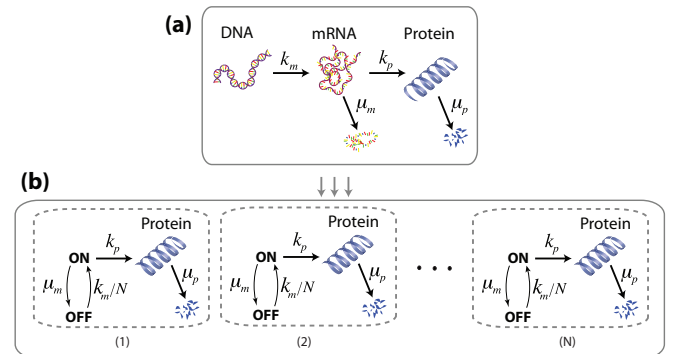 (a)
DNA mRNA Protein
k_m k_p
μ_m μ_p
(b)
Protein Protein Protein
ON k_p ON k_p . . . ON k_p
μ_m k_m/N μ_p μ_m k_m/N μ_p μ_m k_m/N μ_p
OFF OFF OFF
(1) (2) (N)